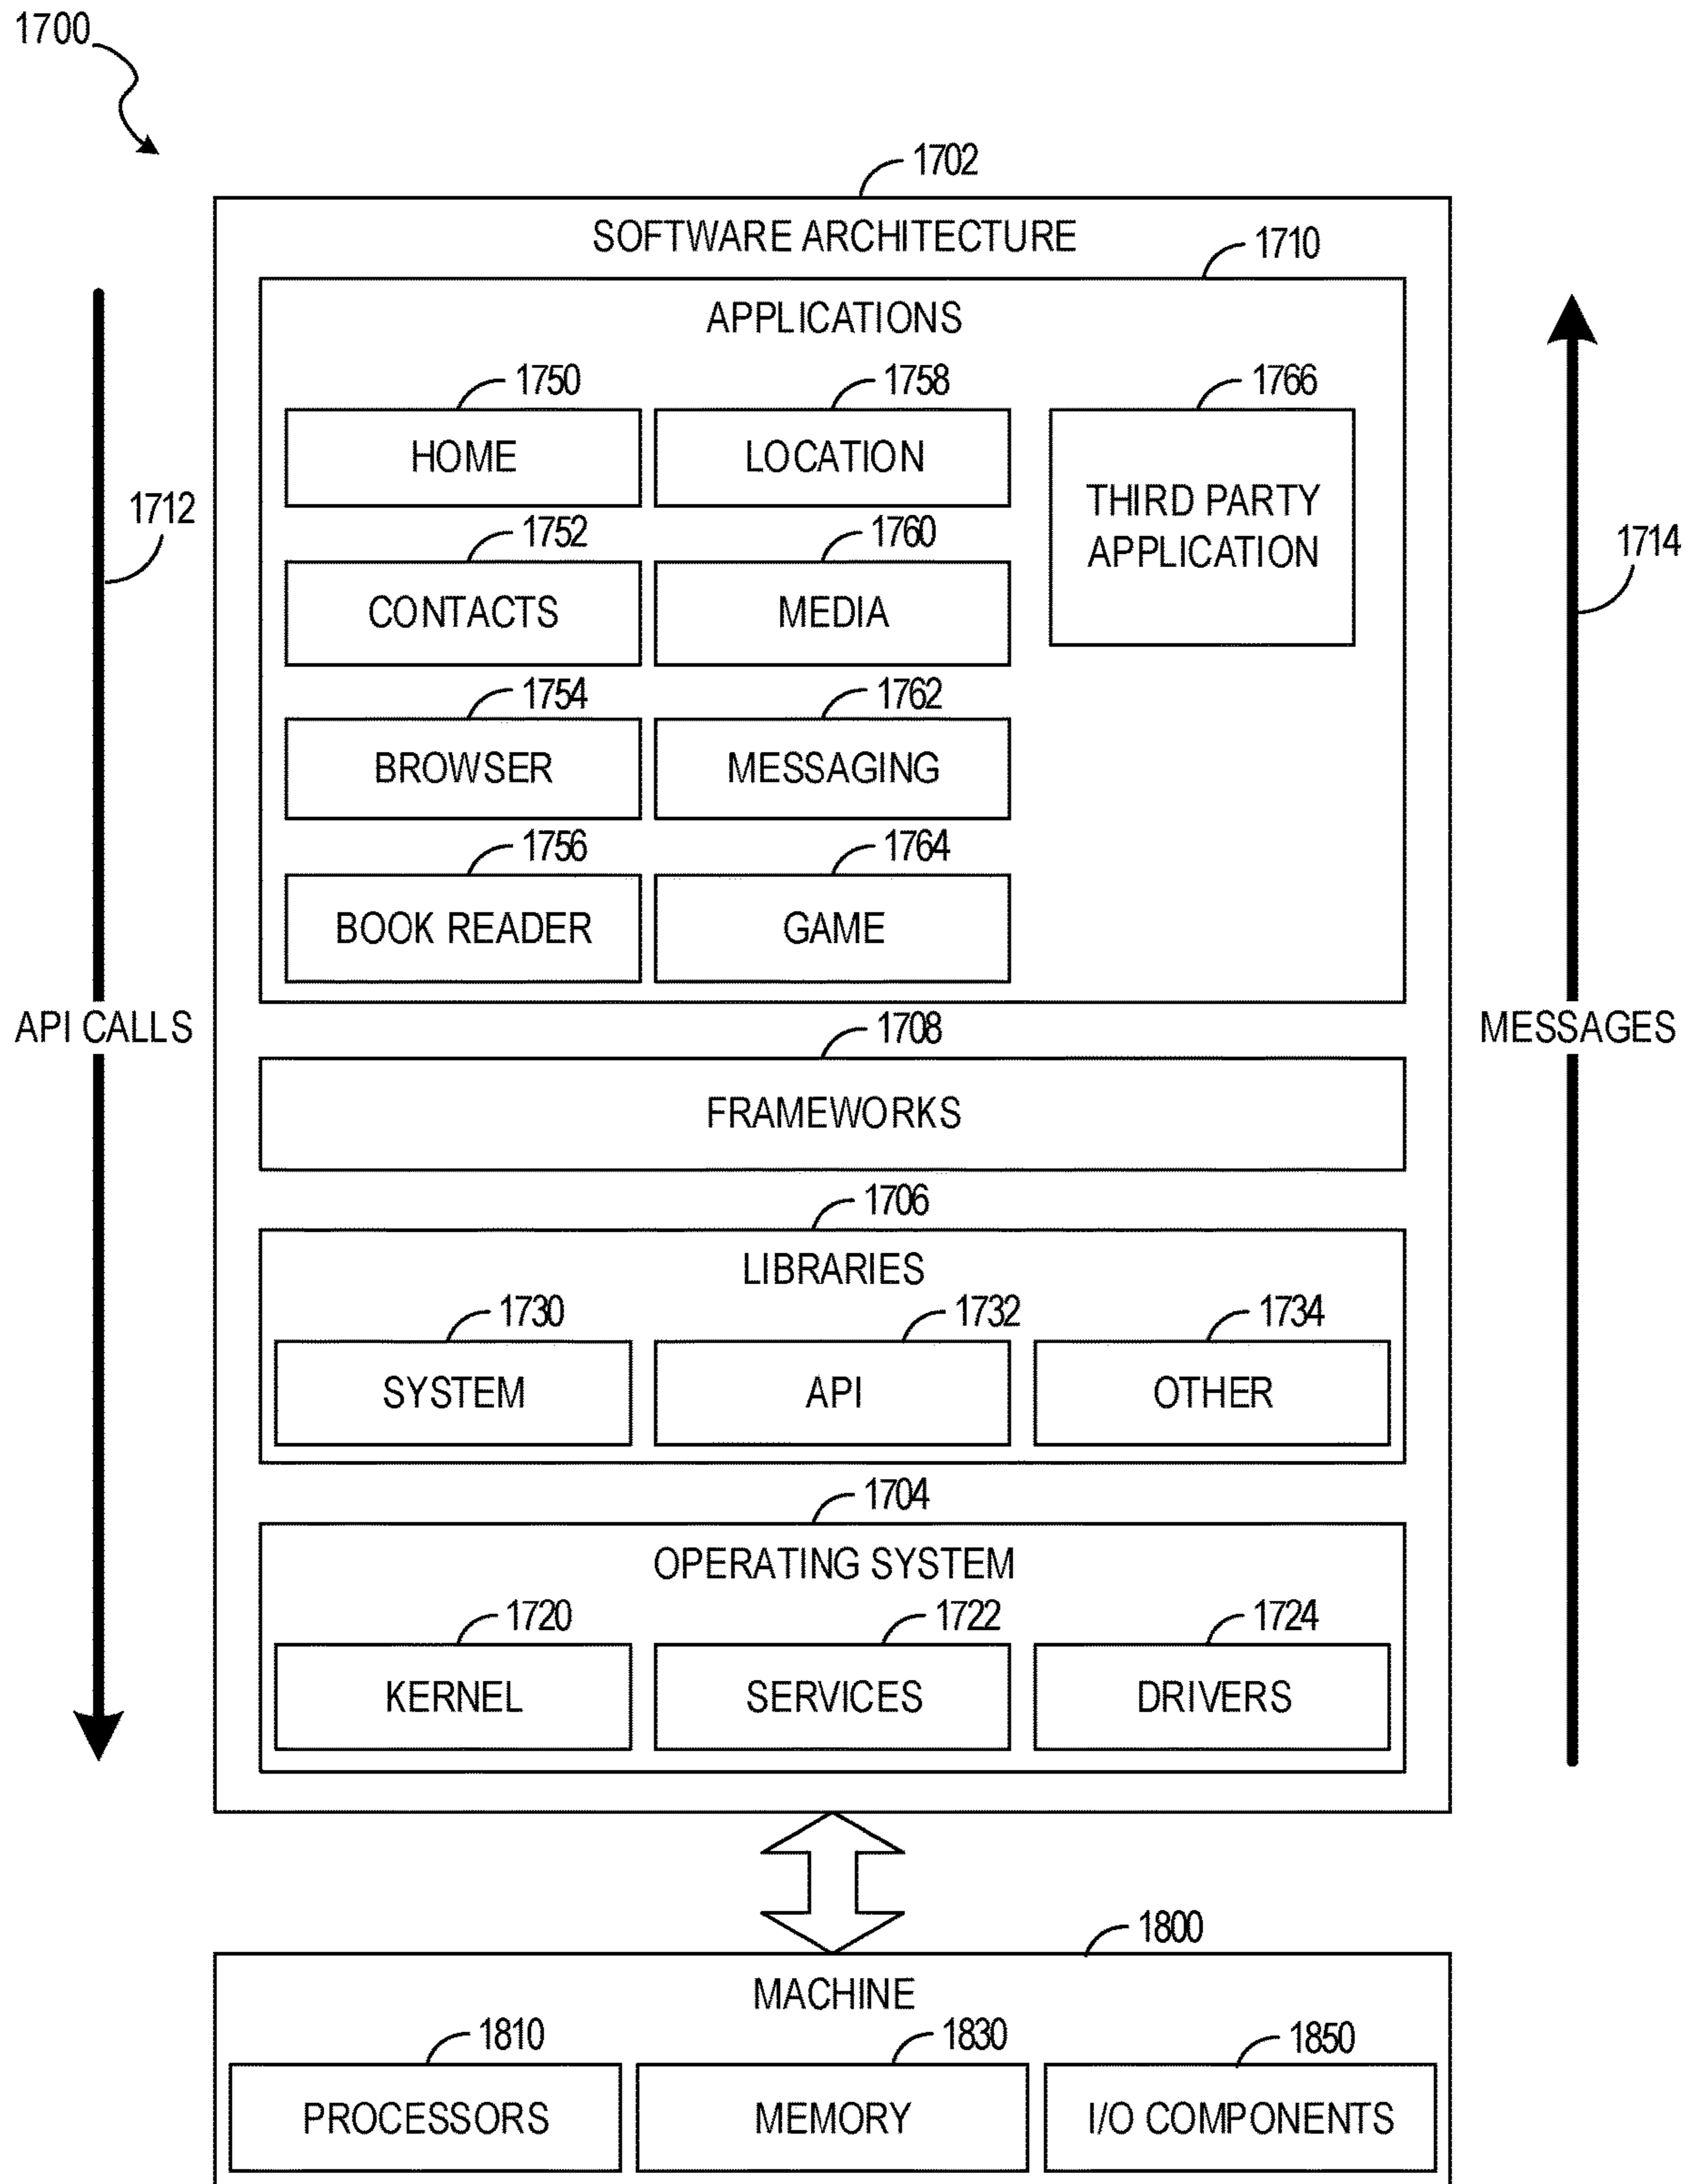 1700
1702
SOFTWARE ARCHITECTURE
1710
APPLICATIONS
1750
1758
1766
HOME
LOCATION
THIRD PARTY
APPLICATION
1712
1714
1752
1760
CONTACTS
MEDIA
1754
1762
BROWSER
MESSAGING
1756
1764
BOOK READER
GAME
API CALLS
MESSAGES
1708
FRAMEWORKS
1706
LIBRARIES
1730
1732
1734
SYSTEM
API
OTHER
1704
OPERATING SYSTEM
1720
1722
1724
KERNEL
SERVICES
DRIVERS
1800
MACHINE
1810
1830
1850
PROCESSORS
MEMORY
I/O COMPONENTS